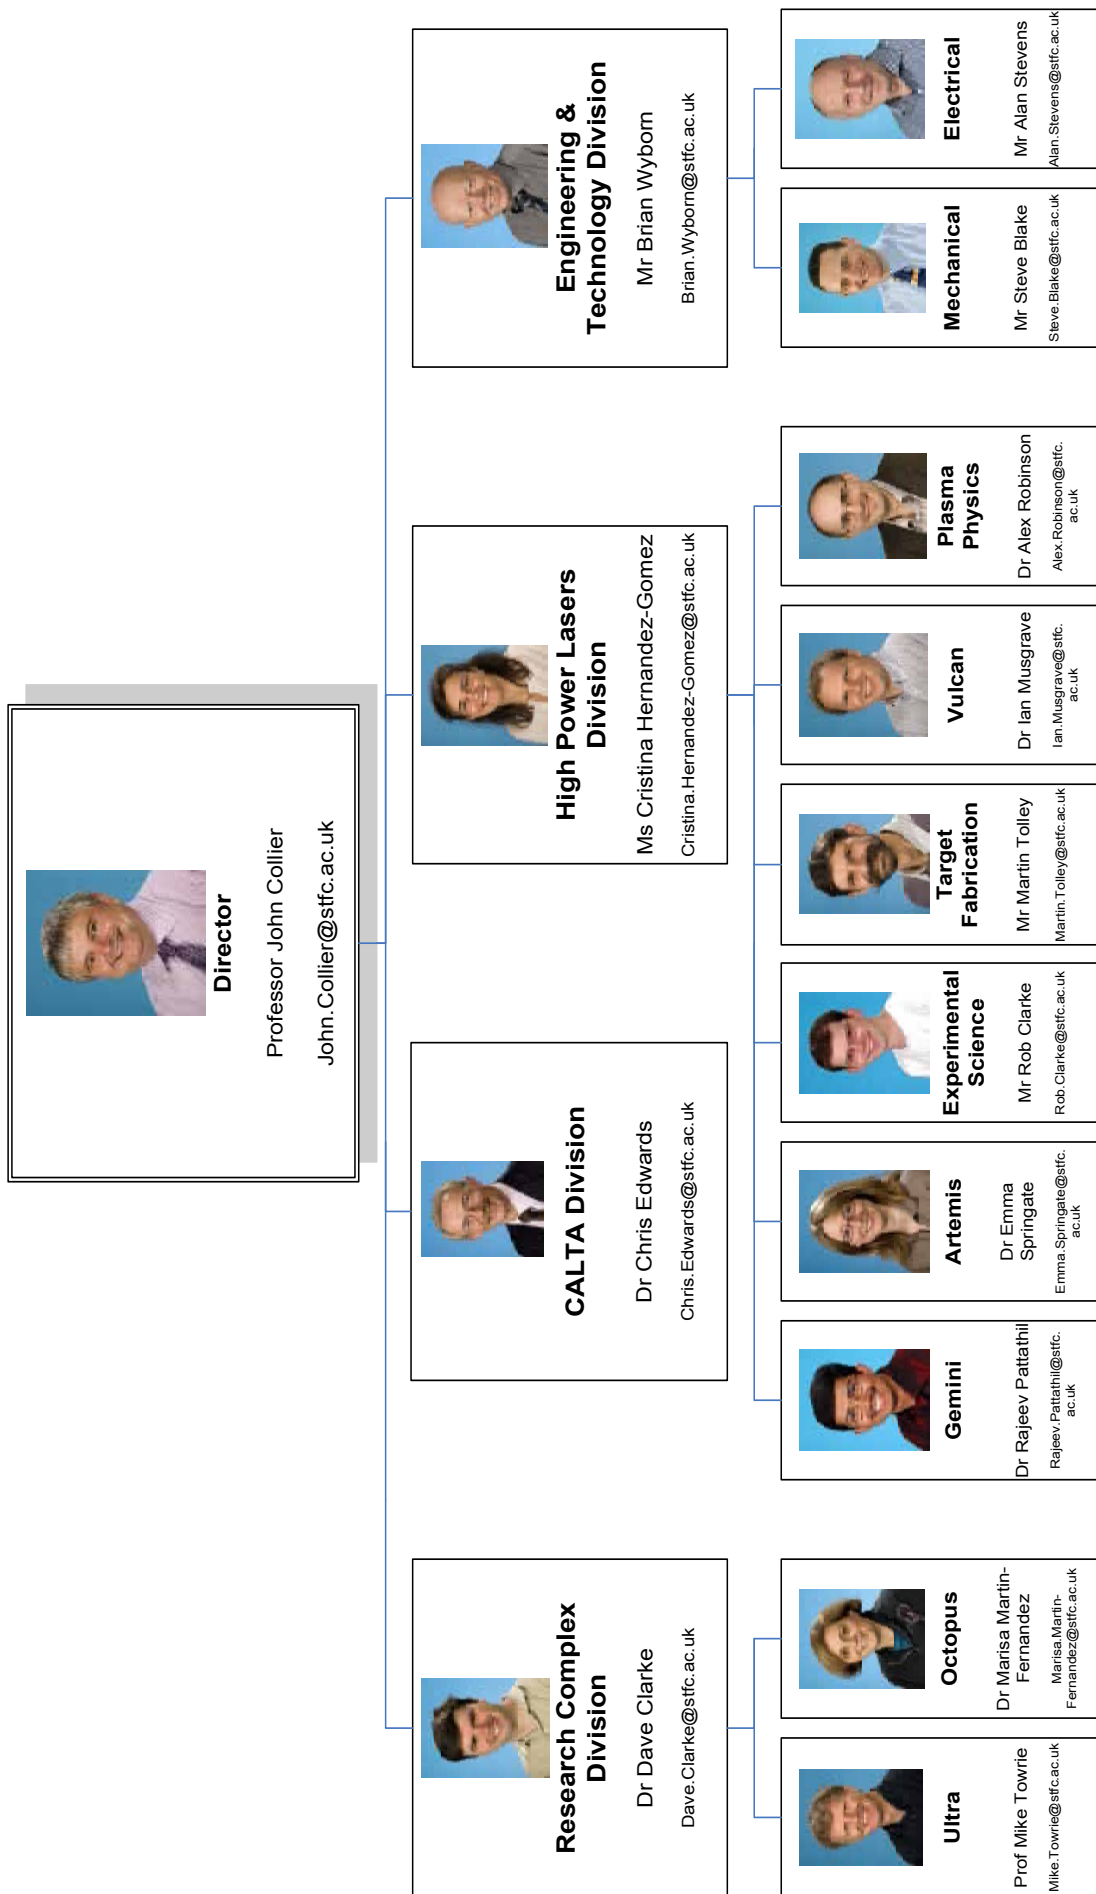 Director
Professor John Collier
John.Collier@stfc.ac.uk
Research Complex
Division
Dr Dave Clarke
Dave.Clarke@stfc.ac.uk
CALTA Division
Dr Chris Edwards
Chris.Edwards@stfc.ac.uk
High Power Lasers
Division
Ms Cristina Hernandez-Gomez
Cristina.Hernandez-Gomez@stfc.ac.uk
Engineering &
Technology Division
Mr Brian Wyborn
Brian.Wyborn@stfc.ac.uk
Ultra
Prof Mike Towrie
Mike.Towrie@stfc.ac.uk
Octopus
Dr Marisa Martin-
Fernandez
Marisa.Martin-
Fernandez@stfc.ac.uk
Gemini
Dr Rajeev Pattathil
Rajeev.Pattathil@stfc.
ac.uk
Artemis
Dr Emma
Springate
Emma.Springate@stfc.
ac.uk
Experimental
Science
Mr Rob Clarke
Rob.Clarke@stfc.ac.uk
Target
Fabrication
Mr Martin Tolley
Martin.Tolley@stfc.ac.uk
Vulcan
Dr Ian Musgrave
Ian.Musgrave@stfc.
ac.uk
Plasma
Physics
Dr Alex Robinson
Alex.Robinson@stfc.
ac.uk
Mechanical
Mr Steve Blake
Steve.Blake@stfc.ac.uk
Electrical
Mr Alan Stevens
Alan.Stevens@stfc.ac.uk